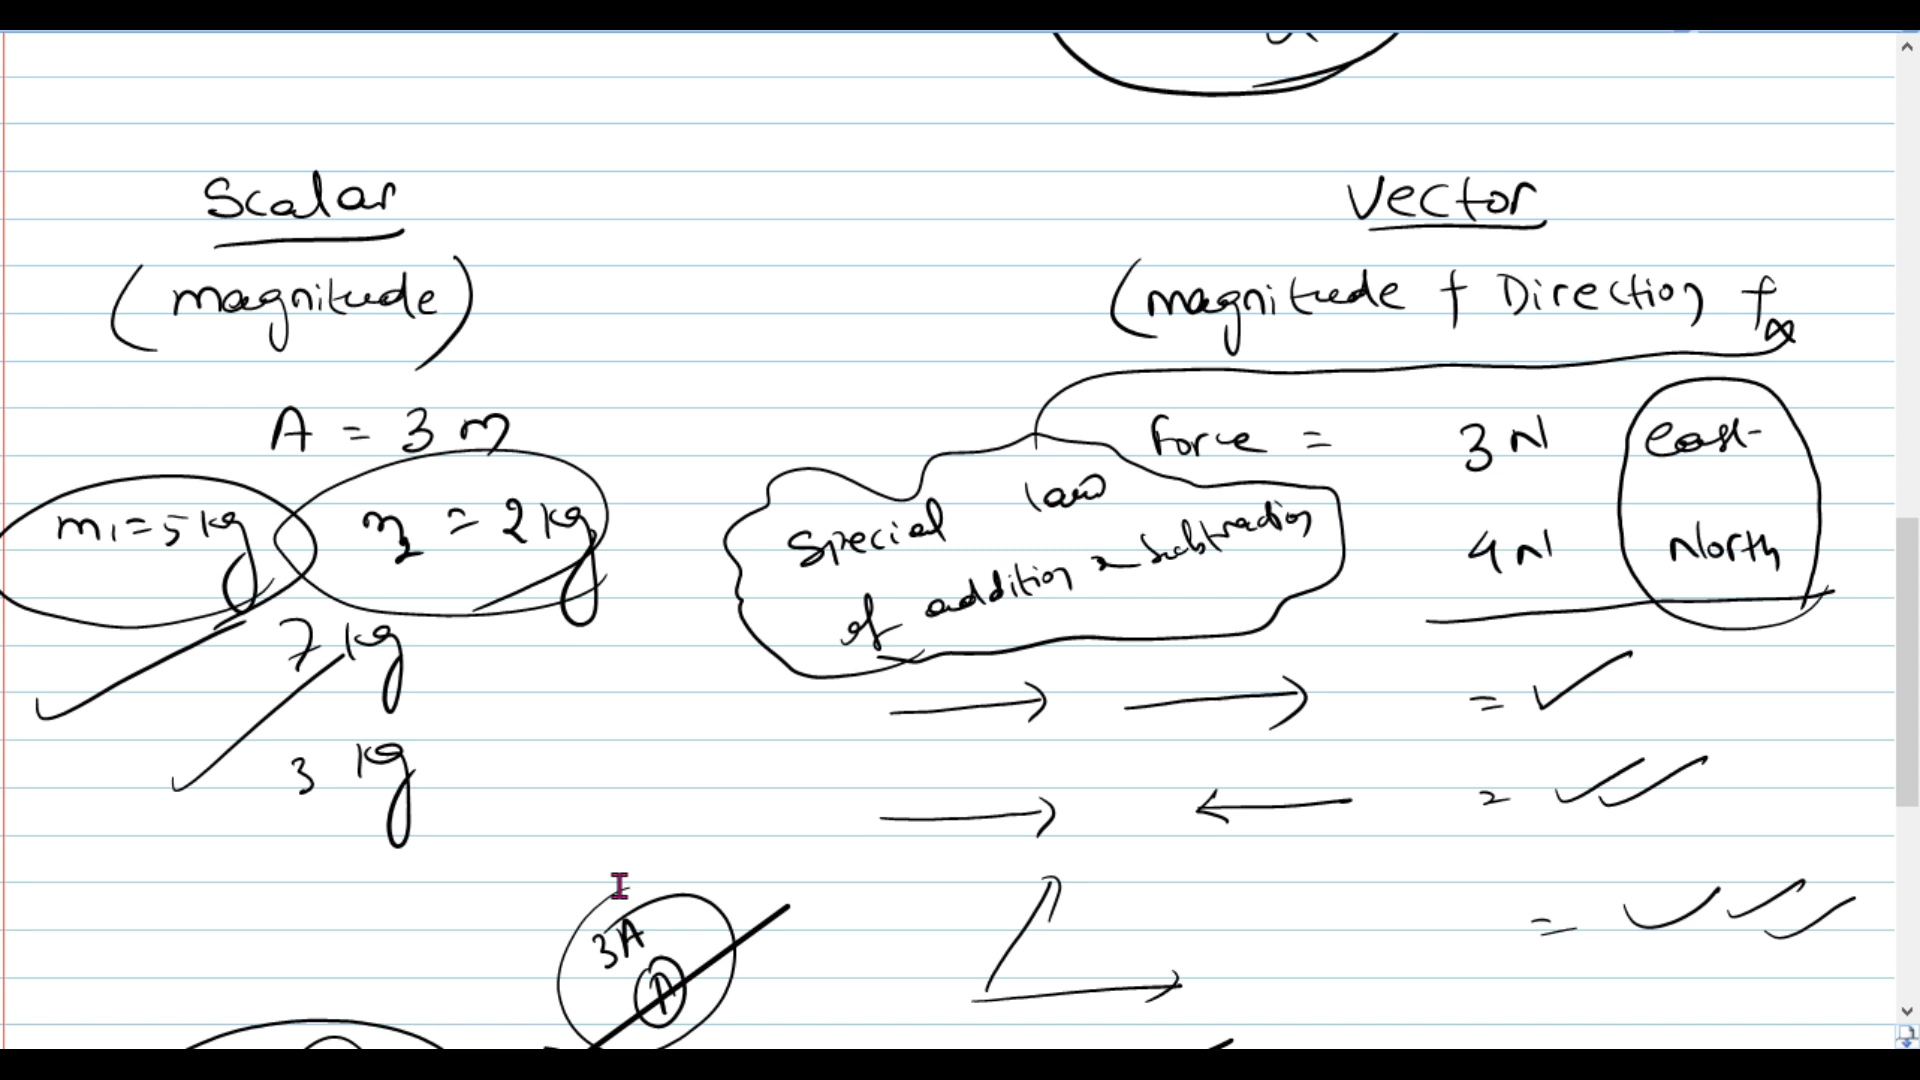 Scalar
Vector
(magnitude)
(magnitude + Direction +
A = 3 m
Force = 3 N East
m1 = 5 kg
= 2 kg
Special law
of addition subtraction
4 N North
7 kg
3 kg
3A
A